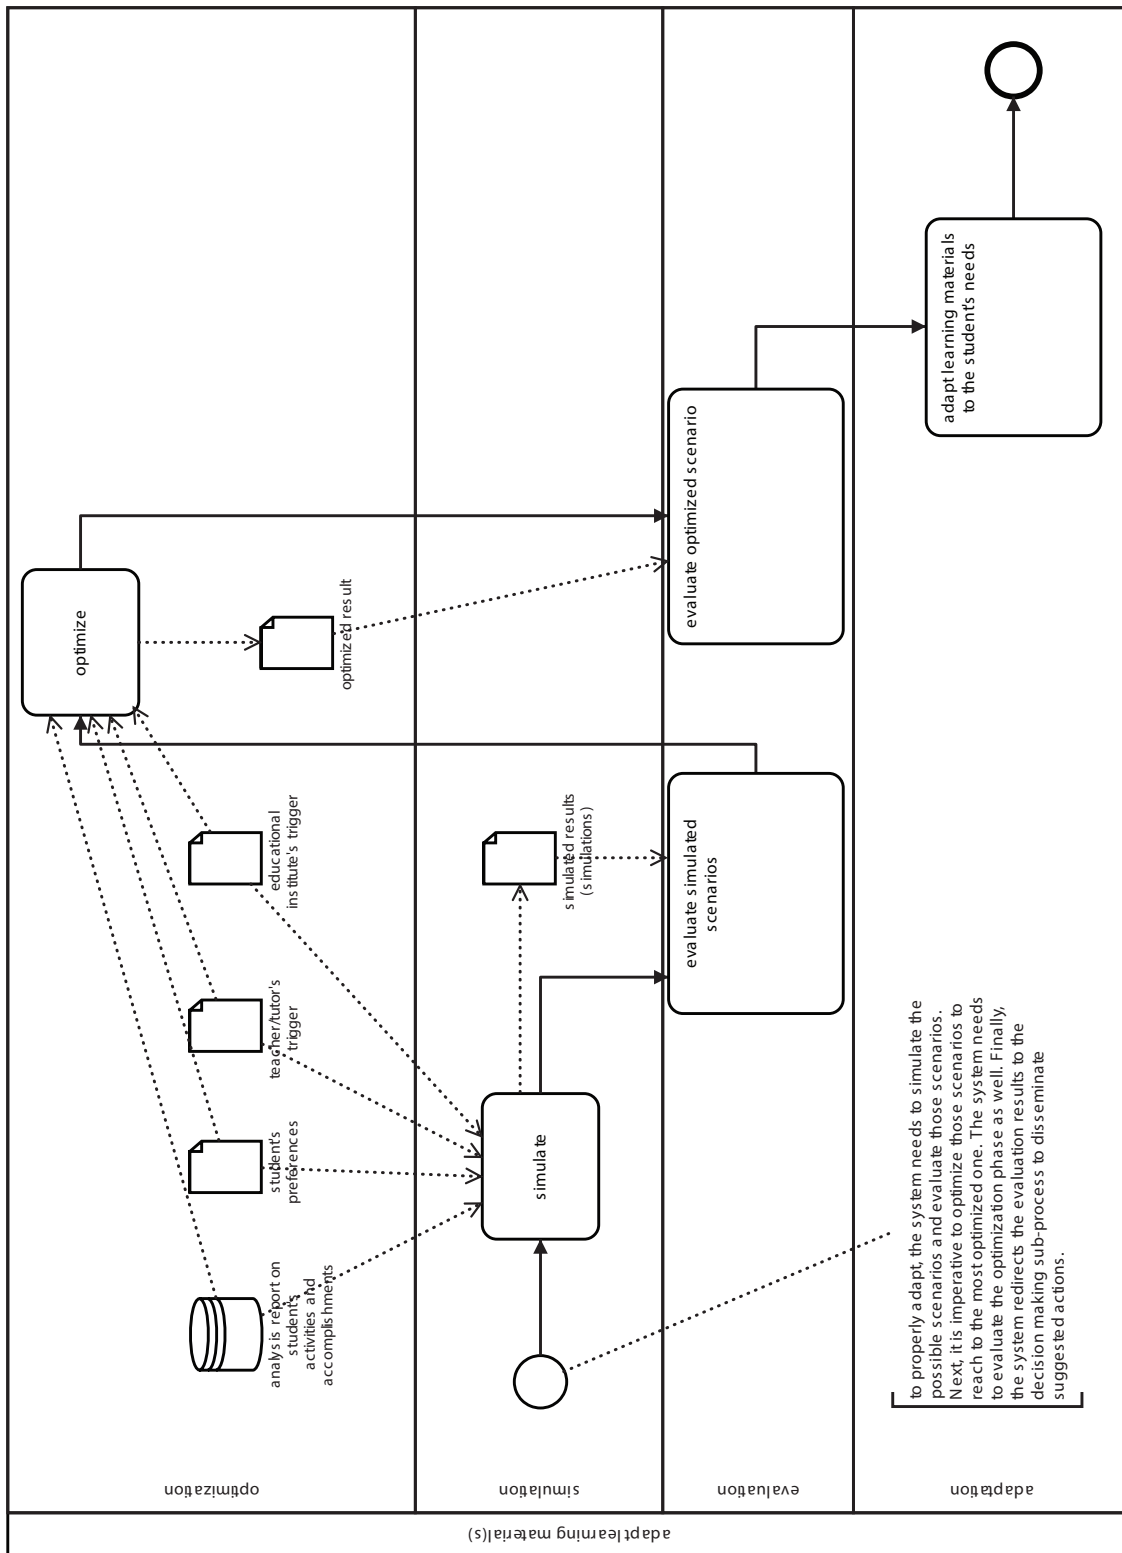 adapt learning material(s)
optimization
simulation
evaluation
adaptation
analysis report on
student's
activities and
accomplishments
student's
preferences
teacher/tutor's
trigger
educational
institute's trigger
optimize
optimized result
simulate
simulated results
(simulations)
evaluate simulated
scenarios
evaluate optimized scenario
adapt learning materials
to the student's needs
to properly adapt, the system needs to simulate the
possible scenarios and evaluate those scenarios.
Next, it is imperative to optimize those scenarios to
reach to the most optimized one. The system needs
to evaluate the optimization phase as well. Finally,
the system redirects the evaluation results to the
decision making sub-process to disseminate
suggested actions.